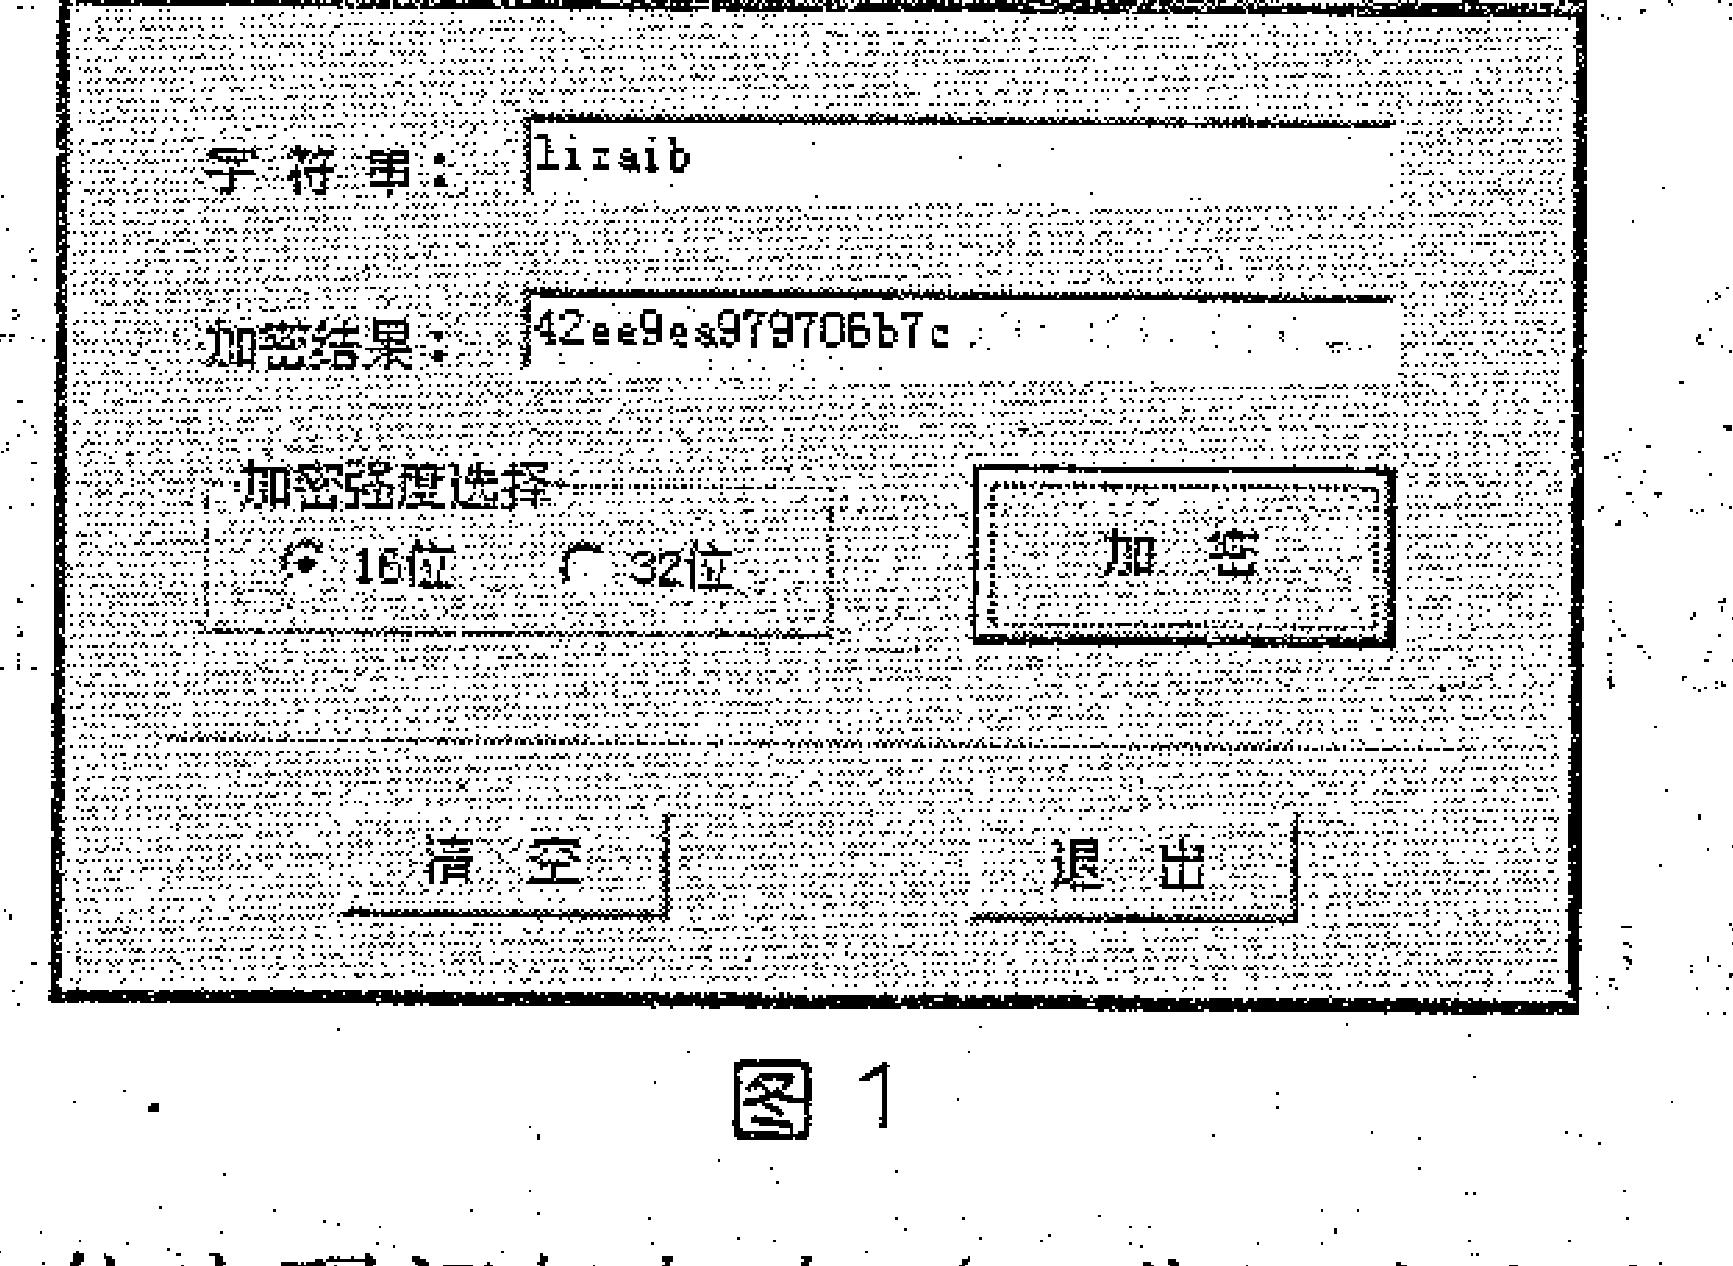 字 符 串：
lizaib
加密结果：
42ee9ea979706b7c
加密强度选择
16位 32位
加 密
清 空 退 出
图 1